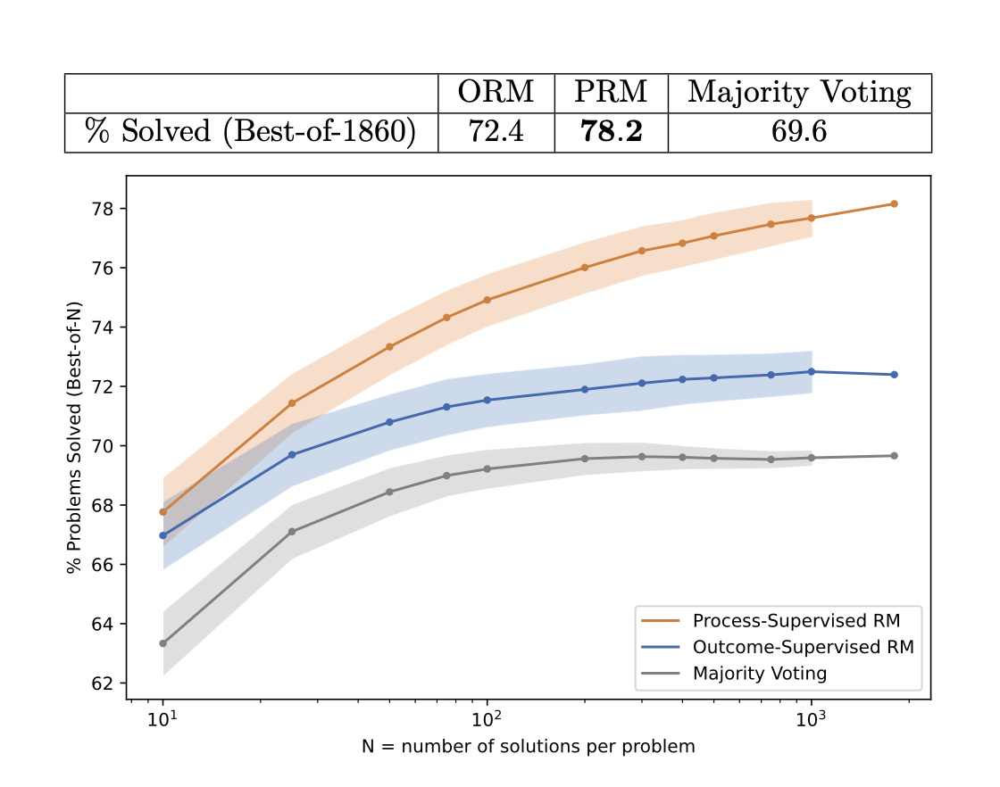 ORM PRM Majority Voting
% Solved (Best-of-1860) 72.4 78.2 69.6
78
76
74
72
70
68
66
64
62
% Problems Solved (Best-of-N)
Process-Supervised RM
Outcome-Supervised RM
Majority Voting
10¹ 10² 10³
N = number of solutions per problem